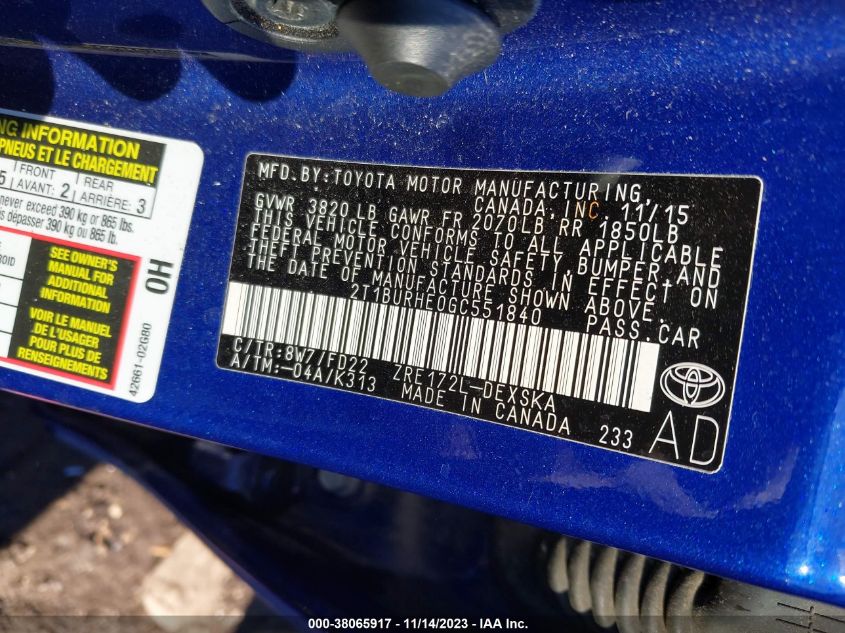 NG INFORMATION
PNEUS ET LE CHARGEMENT
5 FRONT AVANT: 2 REAR ARRIÈRE: 3
never exceed 390 kg or 865 lbs.
dépasser 390 kg ou 865 lb.
SEE OWNER'S
MANUAL FOR
ADDITIONAL
INFORMATION
VOIR LE MANUEL
DE L'USAGER
POUR PLUS DE
RENSEIGNEMENTS
OH
42661-02G80
MFD. BY: TOYOTA MOTOR MANUFACTURING,
CANADA, INC. 11/15
GVWR 3820 LB GAWR FR 2070LB RR 1850LB
THIS VEHICLE CONFORMS TO ALL APPLICABLE
FEDERAL MOTOR VEHICLE SAFETY, BUMPER, AND
THEFT PREVENTION STANDARDS IN EFFECT ON
THE DATE OF MANUFACTURE SHOWN ABOVE.
2T1BURHE0GC551840 PASS.CAR
C/TR:8W7/FD22 ZRE172L-DEXSKA
A/TM:-04A/K313 MADE IN CANADA
233
AD
000-38065917 - 11/14/2023 - IAA Inc.